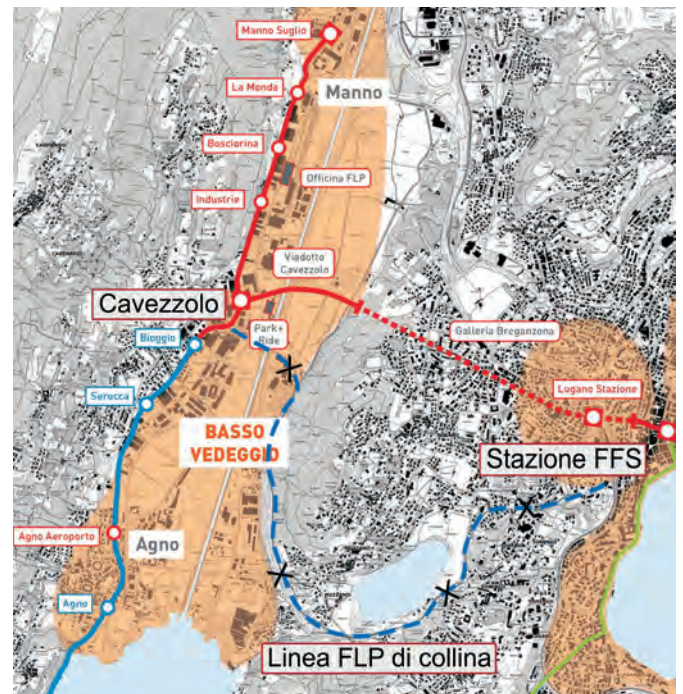 Manno Suglio
La Monda
Manno
Bosciorina
Officina FLP
Industrie
Viadotto
Cavezzolo
Cavezzolo
Park+
Ride
Galleria Breganzona
Bioggio
Lugano Stazione
Serocca
BASSO
VEDEGGIO
Stazione FFS
Agno Aeroporto
Agno
Agno
Linea FLP di collina